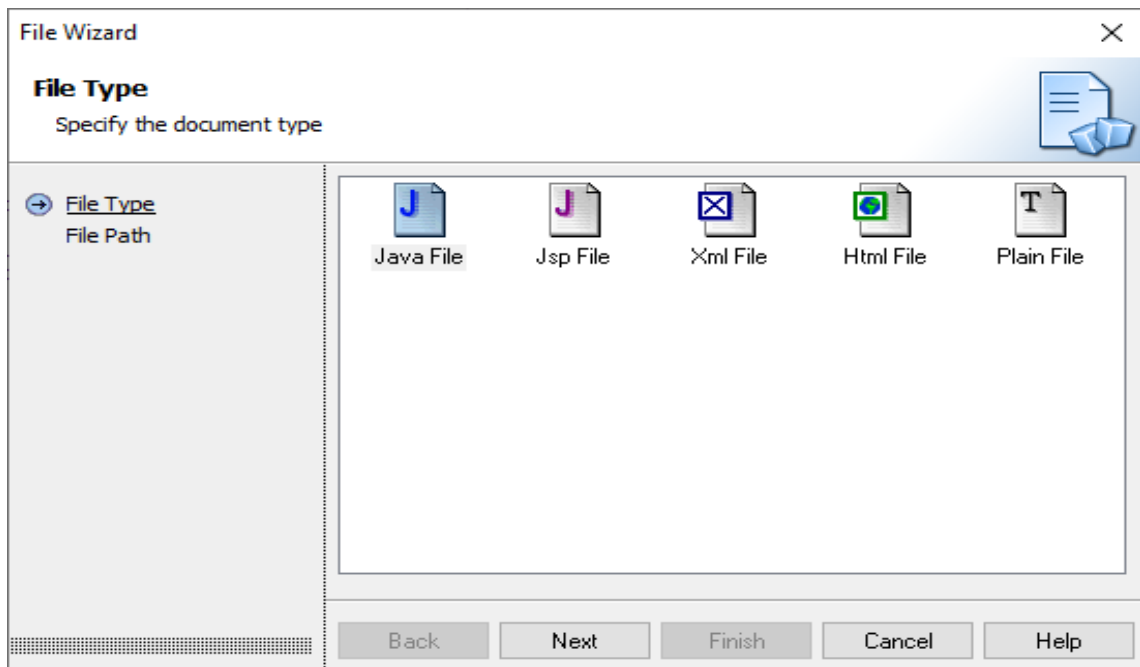 File Wizard
File Type
Specify the document type
File Type
File Path
Java File
Jsp File
Xml File
Html File
Plain File
Back
Next
Finish
Cancel
Help